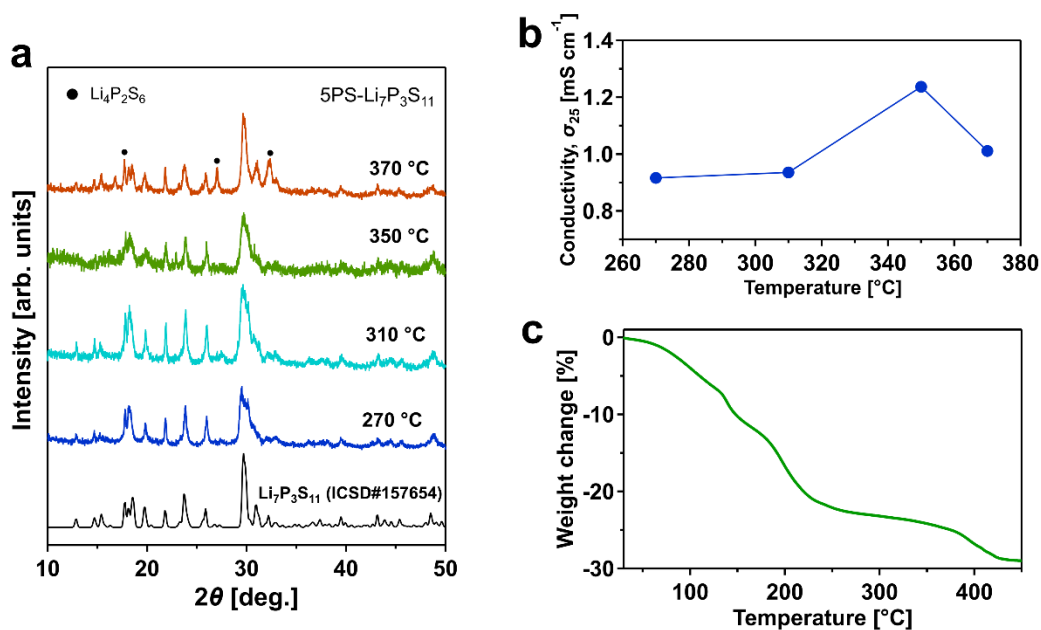 a
● Li₄P₂S₆
5PS-Li₇P₃S₁₁
370 °C
350 °C
310 °C
270 °C
Li₇P₃S₁₁ (ICSD#157654)
Intensity [arb. units]
10 20 30 40 50
2θ [deg.]
b
Conductivity, σ₂₅ [mS cm⁻¹]
1.4
1.2
1.0
0.8
260 280 300 320 340 360 380
Temperature [°C]
c
Weight change [%]
0
-10
-20
-30
100 200 300 400
Temperature [°C]